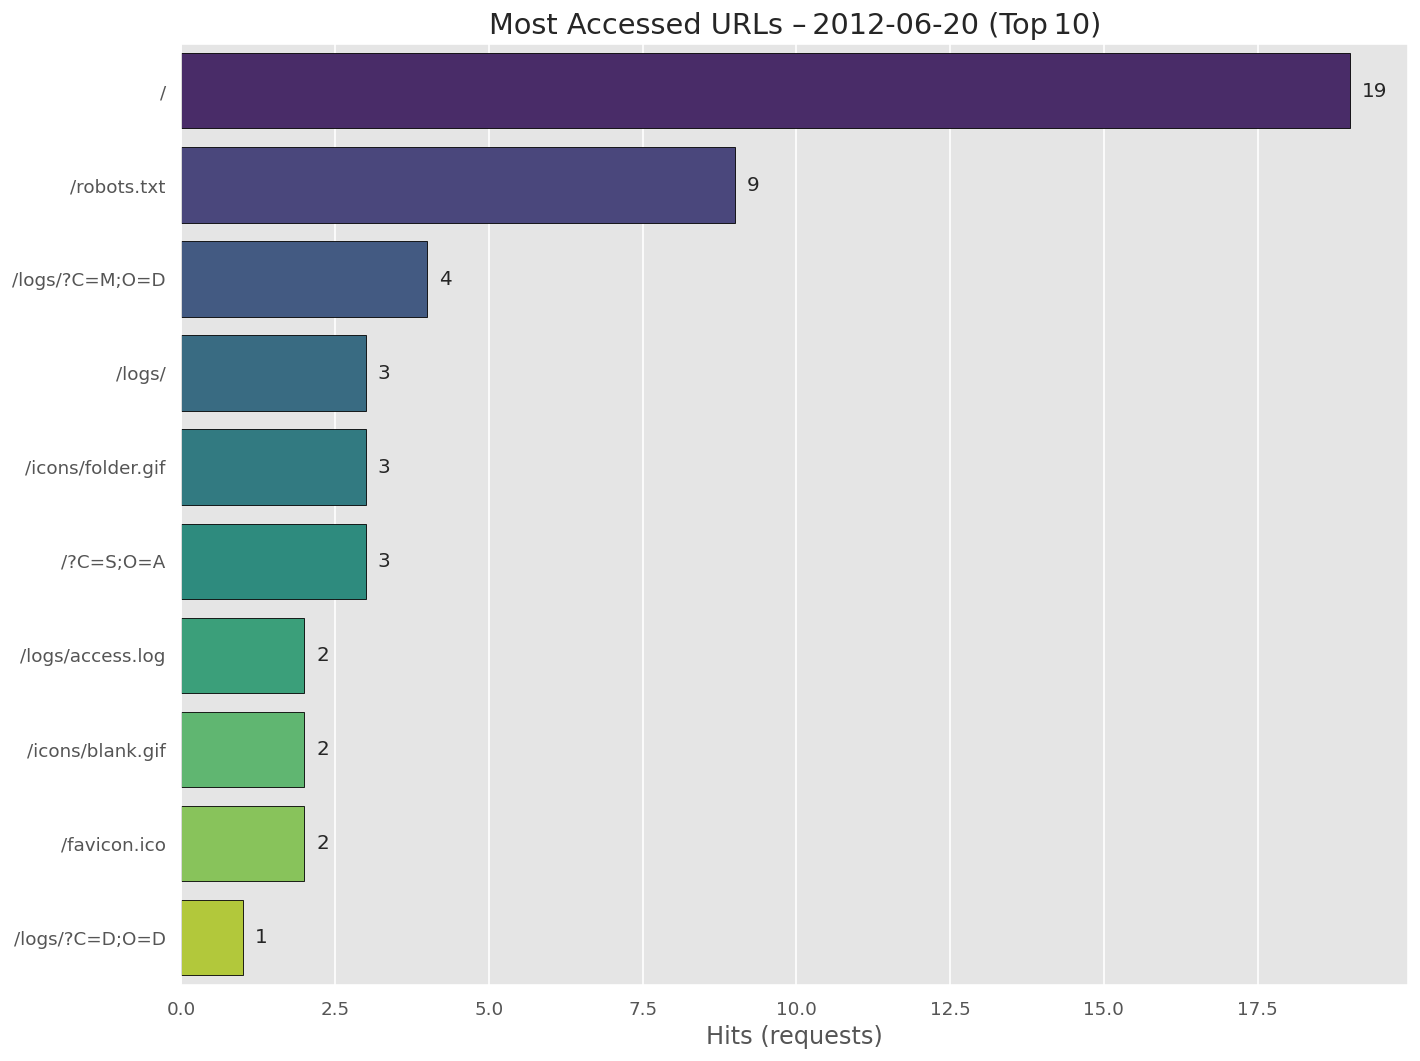 Most Accessed URLs – 2012-06-20 (Top 10)
/ 19
/robots.txt 9
/logs/?C=M;O=D 4
/logs/ 3
/icons/folder.gif 3
/?C=S;O=A 3
/logs/access.log 2
/icons/blank.gif 2
/favicon.ico 2
/logs/?C=D;O=D 1
0.0 2.5 5.0 7.5 10.0 12.5 15.0 17.5
Hits (requests)